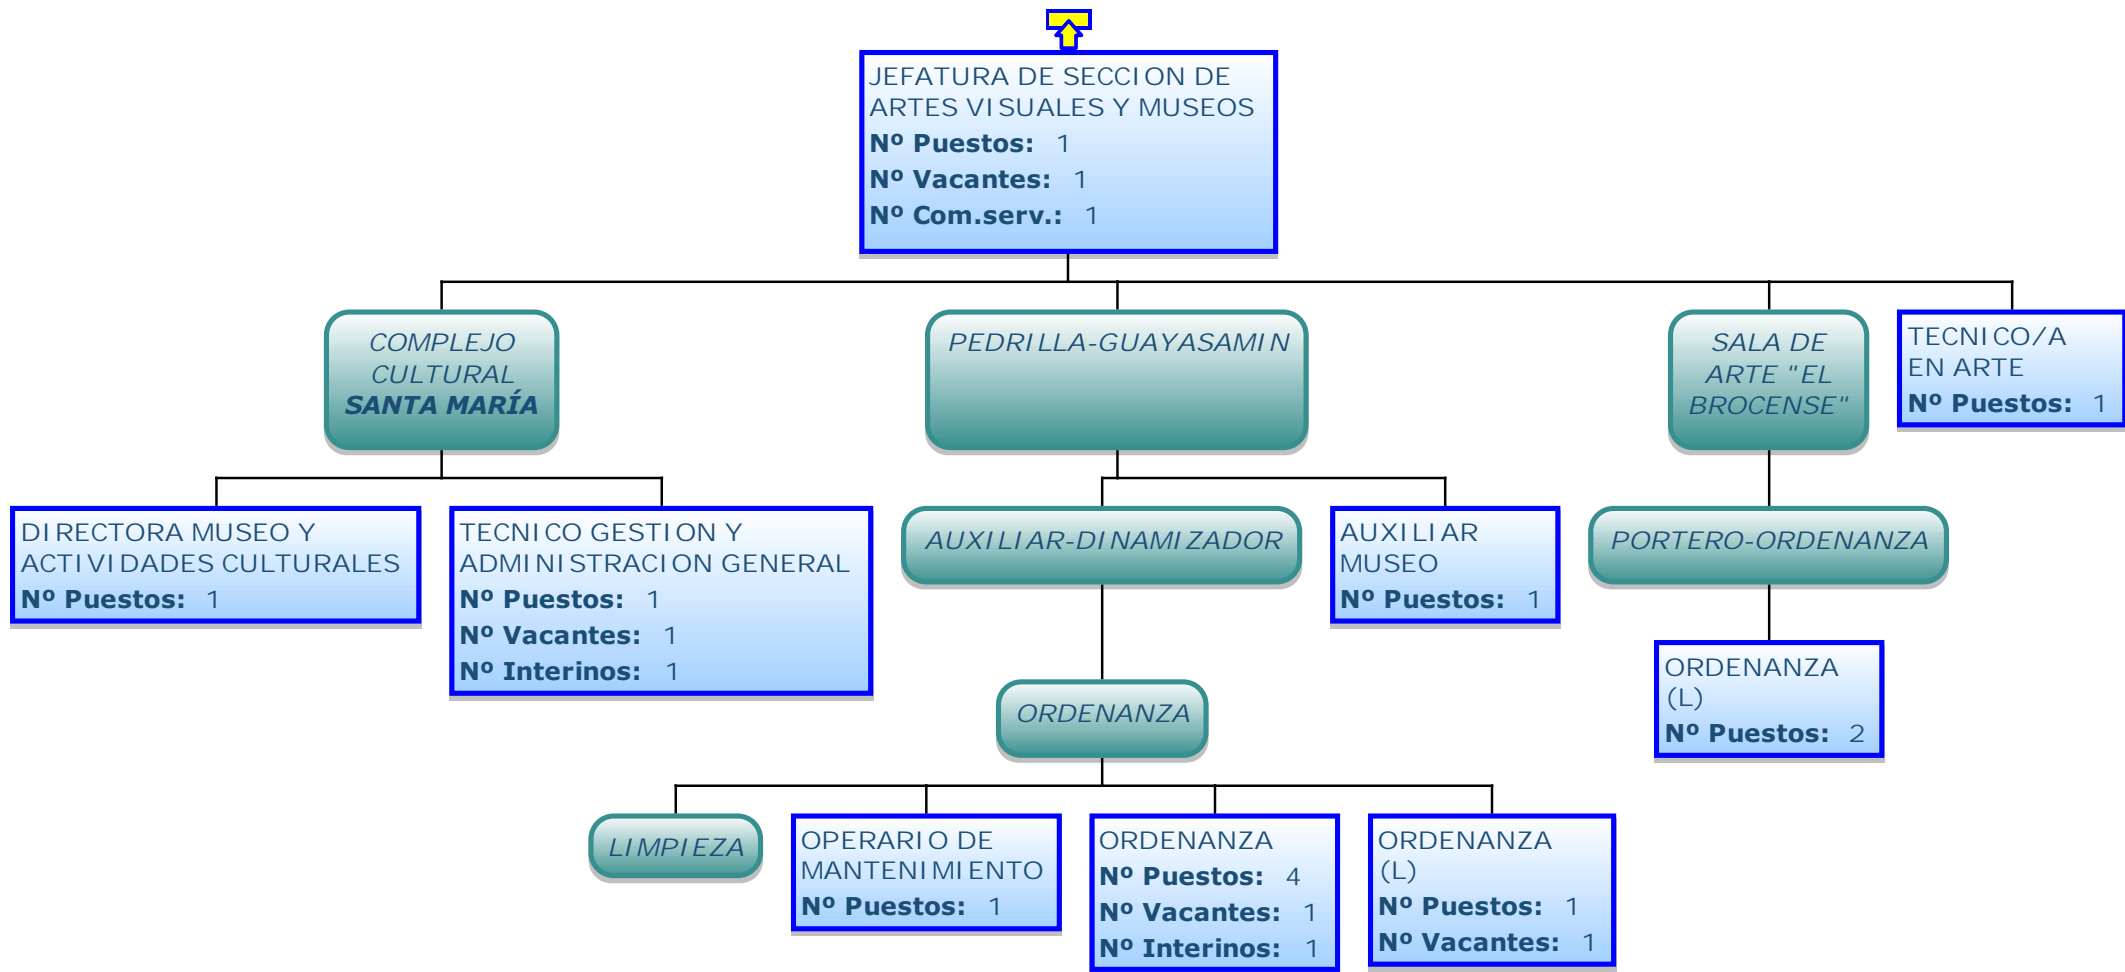 JEFATURA DE SECCION DE
ARTES VISUALES Y MUSEOS
Nº Puestos: 1
Nº Vacantes: 1
Nº Com.serv.: 1
COMPLEJO
CULTURAL
SANTA MARÍA
PEDRILLA-GUAYASAMIN
SALA DE
ARTE "EL
BROCENSE"
TECNICO/A
EN ARTE
Nº Puestos: 1
DIRECTORA MUSEO Y
ACTIVIDADES CULTURALES
Nº Puestos: 1
TECNICO GESTION Y
ADMINISTRACION GENERAL
Nº Puestos: 1
Nº Vacantes: 1
Nº Interinos: 1
AUXILIAR-DINAMIZADOR
AUXILIAR
MUSEO
Nº Puestos: 1
PORTERO-ORDENANZA
ORDENANZA
(L)
Nº Puestos: 2
ORDENANZA
LIMPIEZA
OPERARIO DE
MANTENIMIENTO
Nº Puestos: 1
ORDENANZA
Nº Puestos: 4
Nº Vacantes: 1
Nº Interinos: 1
ORDENANZA
(L)
Nº Puestos: 1
Nº Vacantes: 1